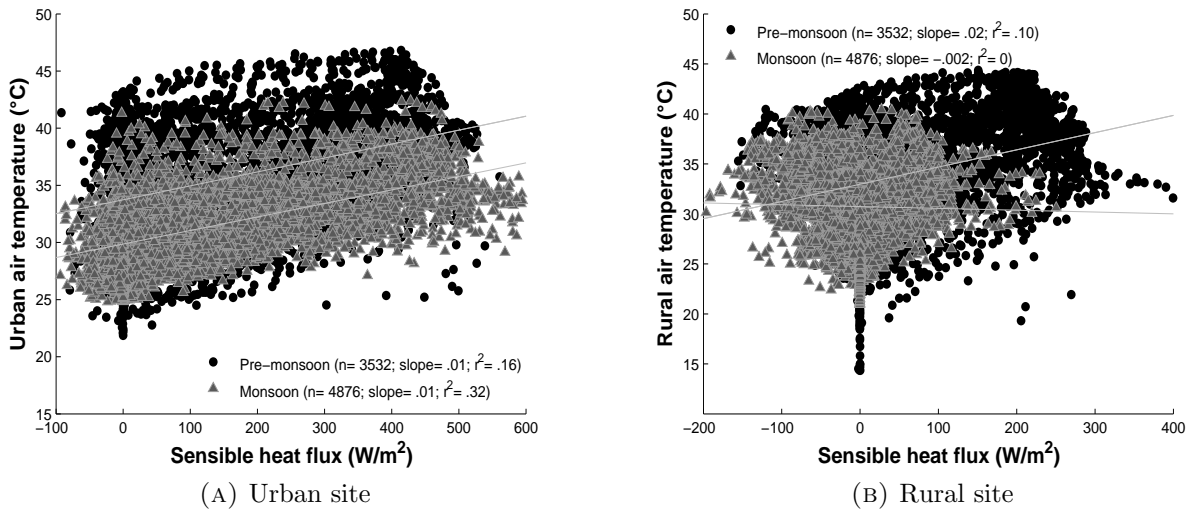 50
45
40
35
30
25
20
15
Urban air temperature (°C)
Pre−monsoon (n= 3532; slope= .01; r²= .16)
Monsoon (n= 4876; slope= .01; r²= .32)
−100 0 100 200 300 400 500 600
Sensible heat flux (W/m²)
(A) Urban site
50
45
40
35
30
25
20
15
Rural air temperature (°C)
Pre−monsoon (n= 3532; slope= .02; r²= .10)
Monsoon (n= 4876; slope= −.002; r²= 0)
−200 −100 0 100 200 300 400
Sensible heat flux (W/m²)
(B) Rural site